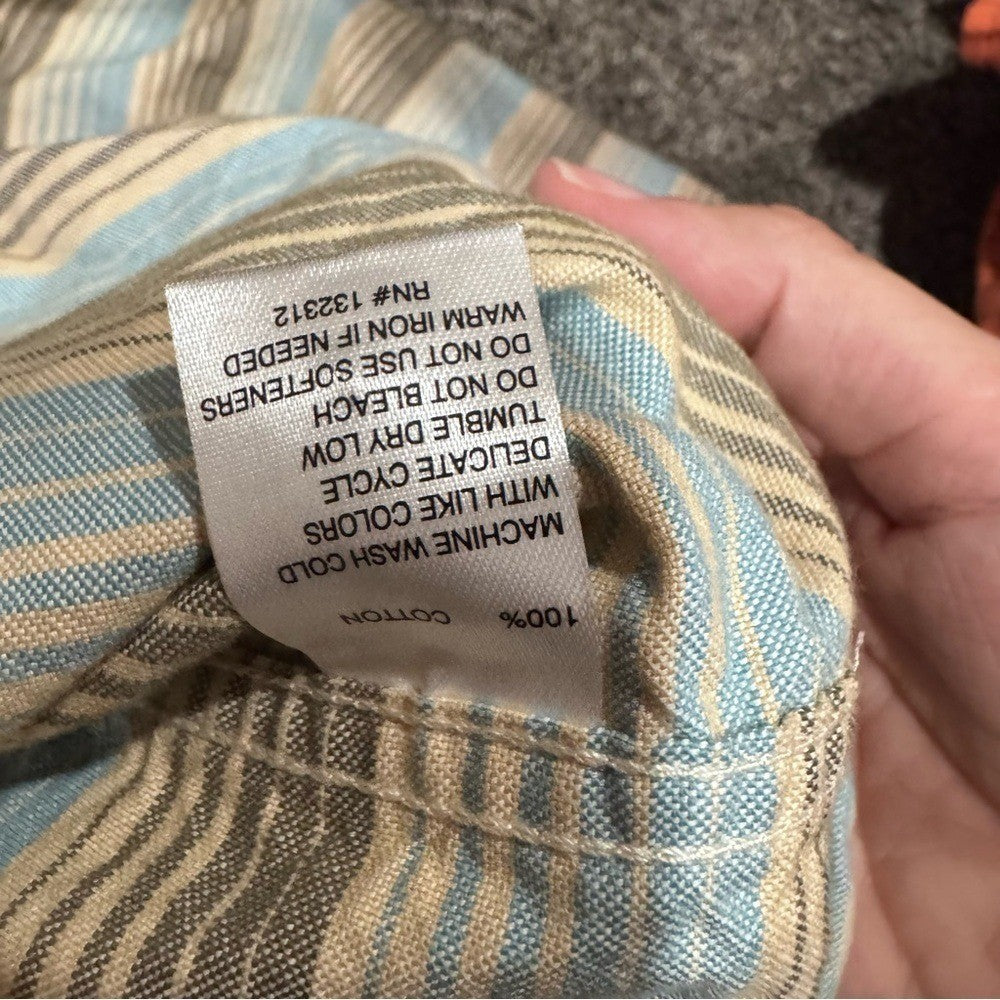 100% COTTON
MACHINE WASH COLD
WITH LIKE COLORS
DELICATE CYCLE
TUMBLE DRY LOW
DO NOT BLEACH
DO NOT USE SOFTENERS
WARM IRON IF NEEDED
RN# 132312